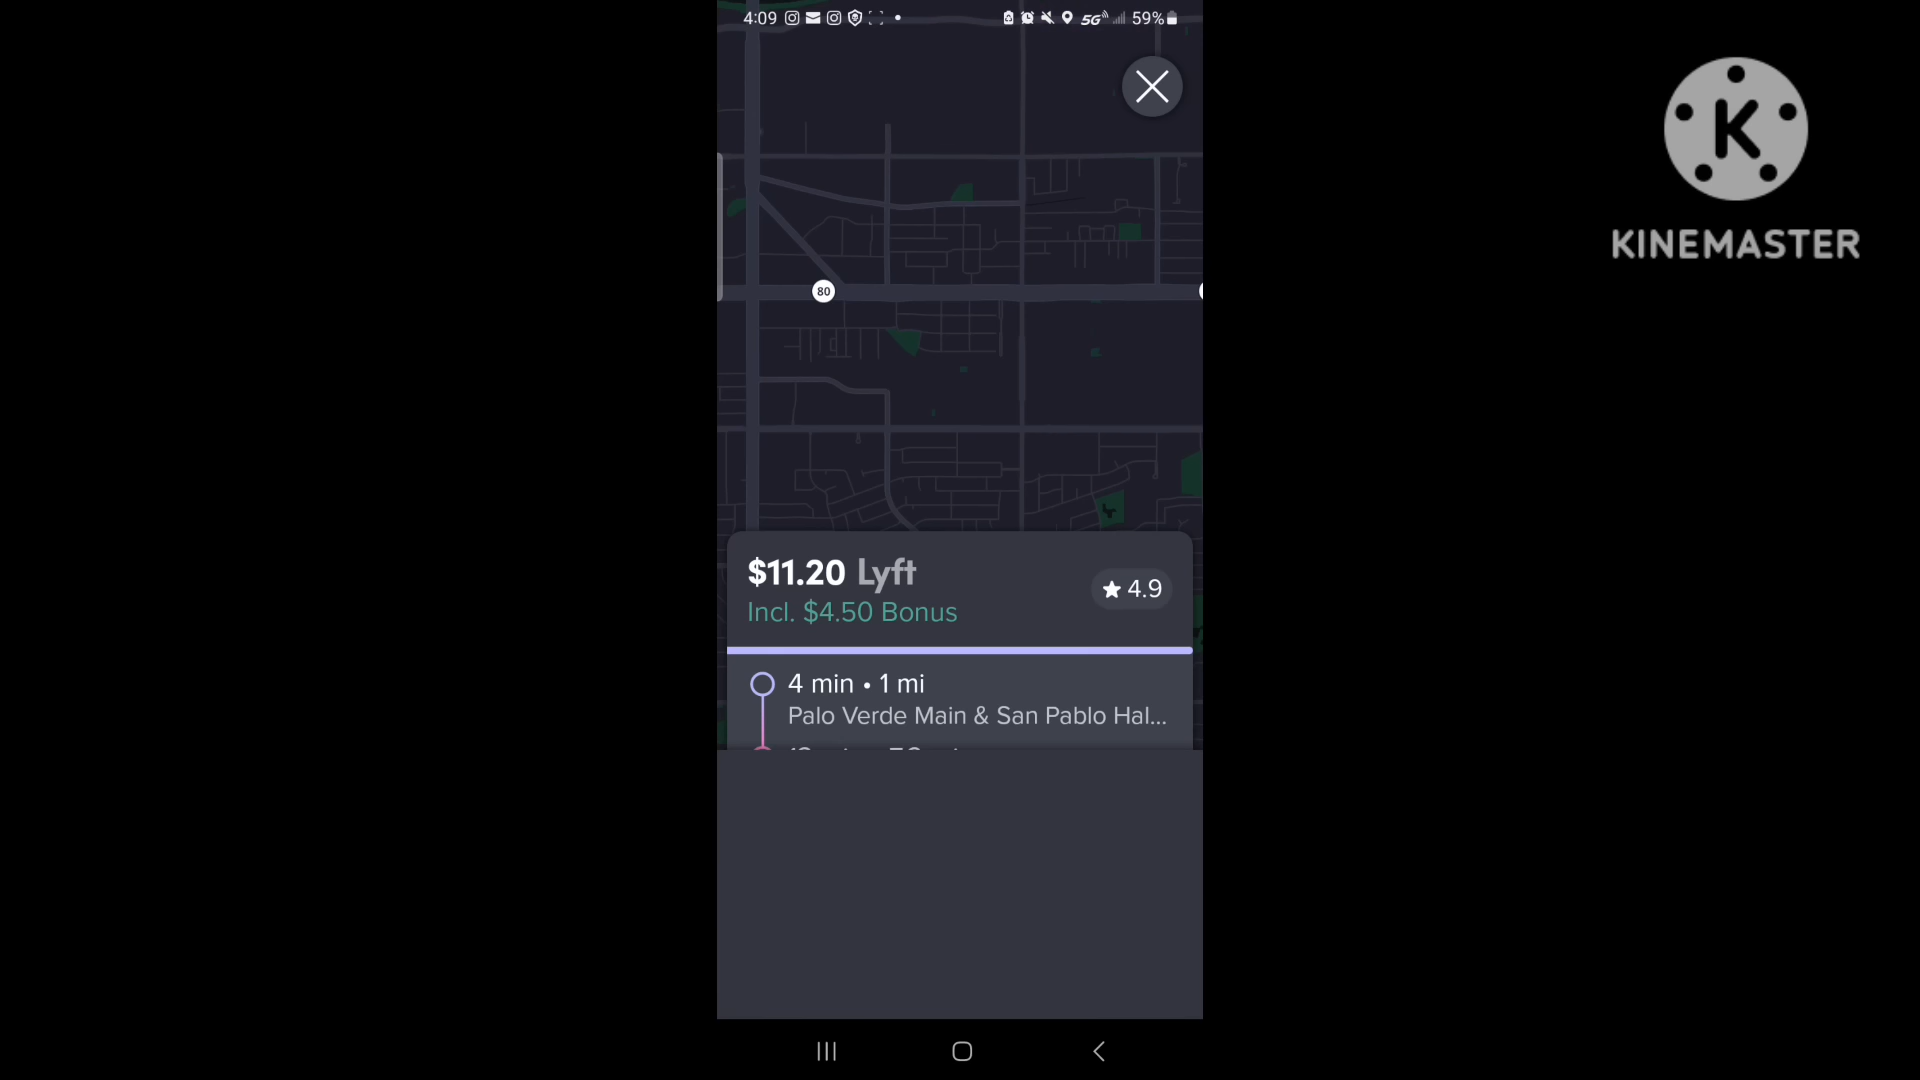 4:09
5G
59%
K
KINEMASTER
80
$11.20 Lyft
4.9
Incl. $4.50 Bonus
4 min • 1 mi
Palo Verde Main & San Pablo Hal...